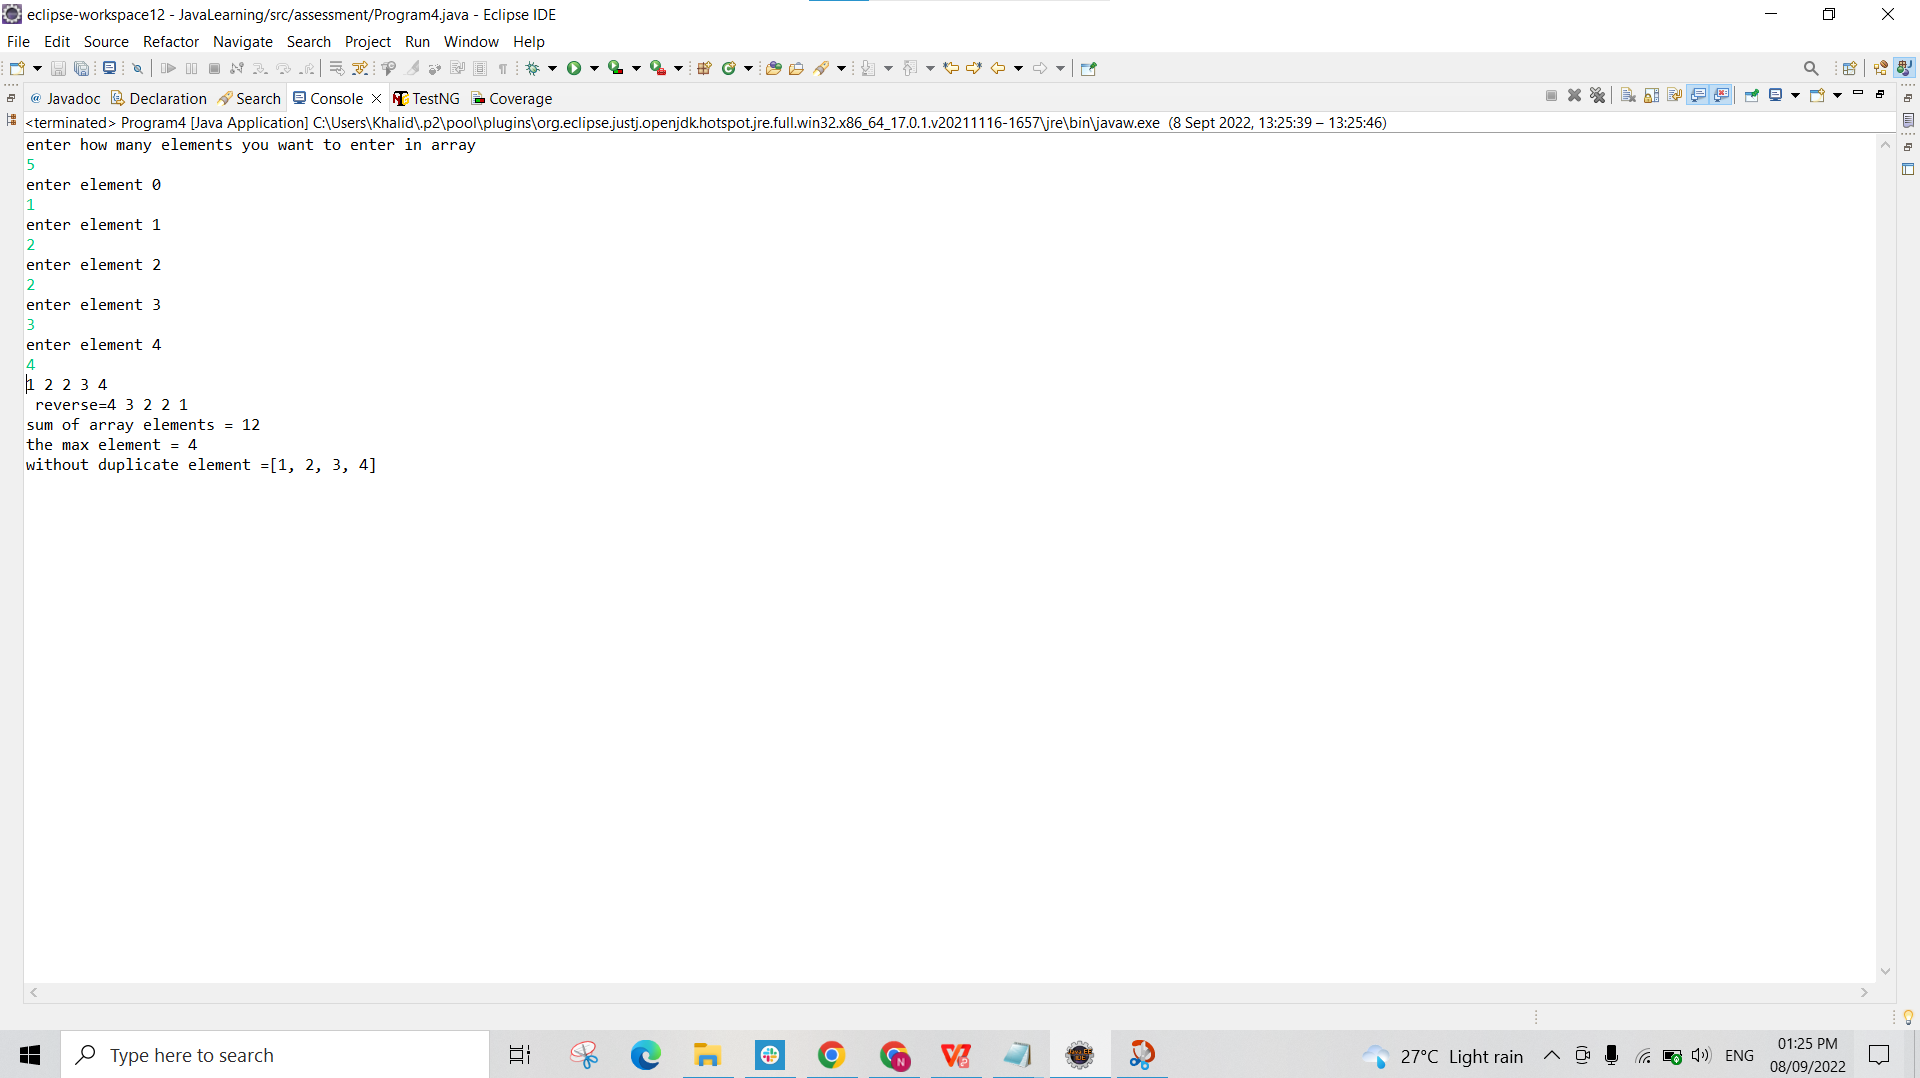 eclipse-workspace12 - JavaLearning/src/assessment/Program4.java - Eclipse IDE
File Edit Source Refactor Navigate Search Project Run Window Help
@ Javadoc Declaration Search Console TestNG Coverage
<terminated> Program4 [Java Application] C:\Users\Khalid\.p2\pool\plugins\org.eclipse.justj.openjdk.hotspot.jre.full.win32.x86_64_17.0.1.v20211116-1657\jre\bin\javaw.exe (8 Sept 2022, 13:25:39 – 13:25:46)
enter how many elements you want to enter in array
5
enter element 0
1
enter element 1
2
enter element 2
2
enter element 3
3
enter element 4
4
1 2 2 3 4
reverse=4 3 2 2 1
sum of array elements = 12
the max element = 4
without duplicate element =[1, 2, 3, 4]
Type here to search
27°C Light rain
ENG
01:25 PM
08/09/2022